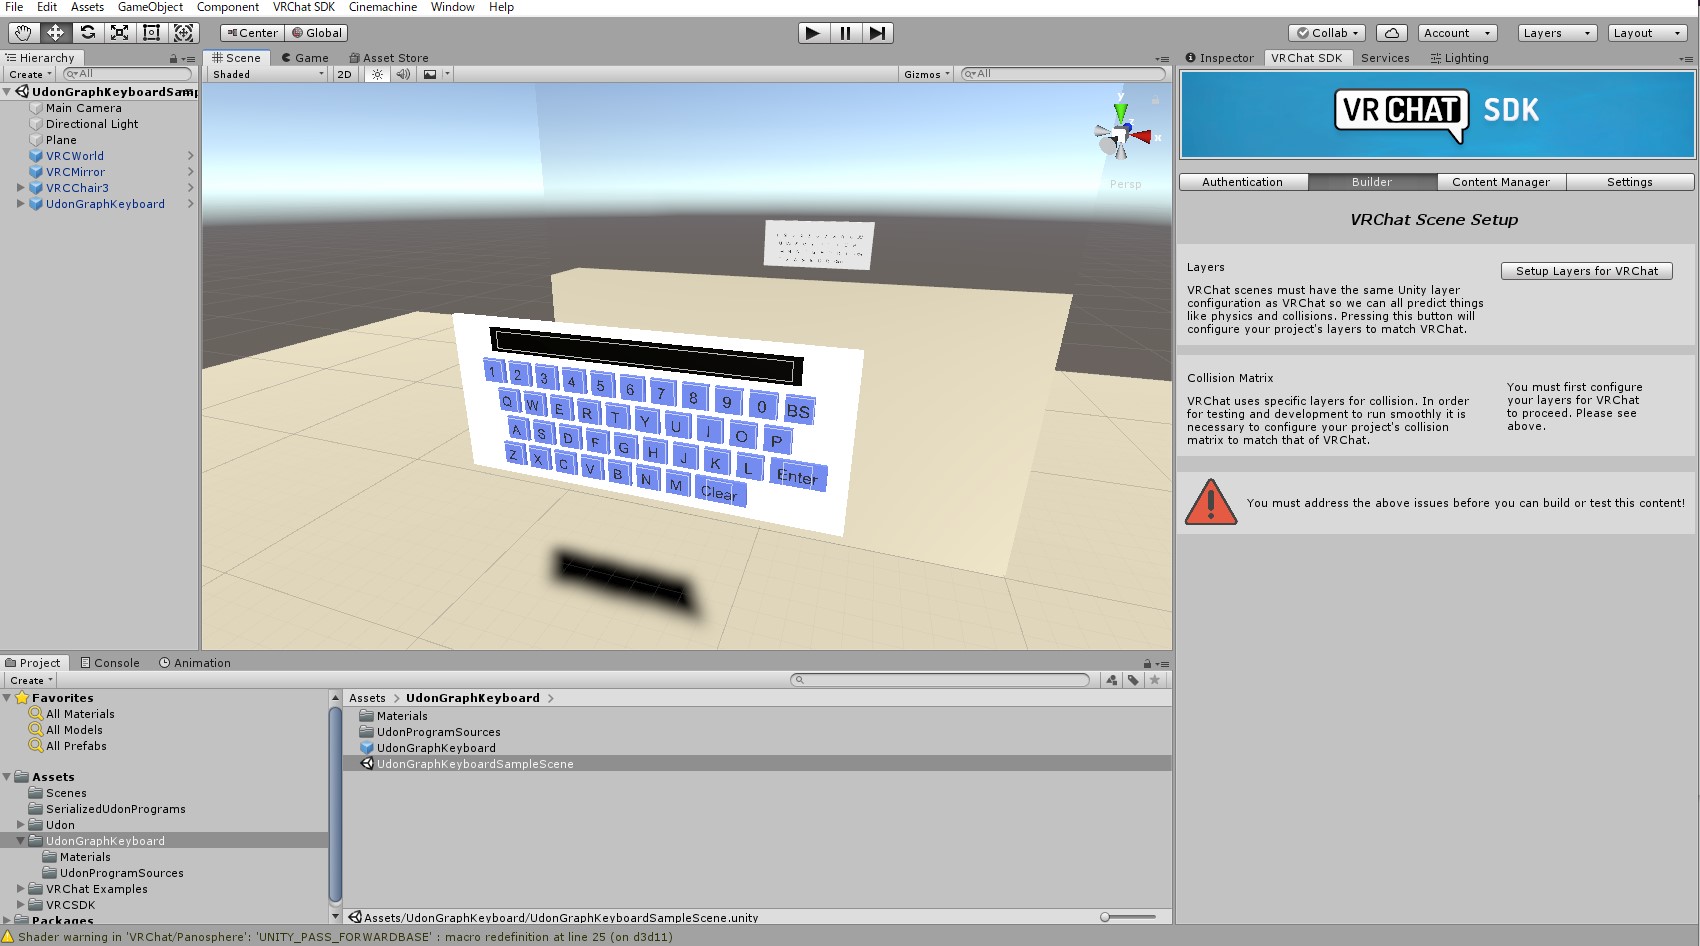 File Edit Assets GameObject Component VRChat SDK Cinemachine Window Help
Center Global Collab Account Layers Layout
Hierarchy
Create All
UdonGraphKeyboardSamp
Main Camera
Directional Light
Plane
VRCWorld
VRCMirror
VRCChair3
UdonGraphKeyboard
Scene Game Asset Store
Shaded 2D Gizmos All
y
x
Persp
1 2 3 4 5 6 7 8 9 0 BS
Q W E R T Y U I O P
A S D F G H J K L Enter
Z X C V B N M Clear
Inspector VRChat SDK Services Lighting
VRCHAT SDK
Authentication Builder Content Manager Settings
VRChat Scene Setup
Layers
Setup Layers for VRChat
VRChat scenes must have the same Unity layer
configuration as VRChat so we can all predict things
like physics and collisions. Pressing this button will
configure your project's layers to match VRChat.
Collision Matrix
VRChat uses specific layers for collision. In order
for testing and development to run smoothly it is
necessary to configure your project's collision
matrix to match that of VRChat.
You must first configure
your layers for VRChat
to proceed. Please see
above.
You must address the above issues before you can build or test this content!
Project Console Animation
Create
Favorites
All Materials
All Models
All Prefabs
Assets
Scenes
SerializedUdonPrograms
Udon
UdonGraphKeyboard
Materials
UdonProgramSources
VRChat Examples
VRCSDK
Packages
Assets > UdonGraphKeyboard >
Materials
UdonProgramSources
UdonGraphKeyboard
UdonGraphKeyboardSampleScene
Assets/UdonGraphKeyboard/UdonGraphKeyboardSampleScene.unity
Shader warning in 'VRChat/Panosphere': 'UNITY_PASS_FORWARDBASE' : macro redefinition at line 25 (on d3d11)